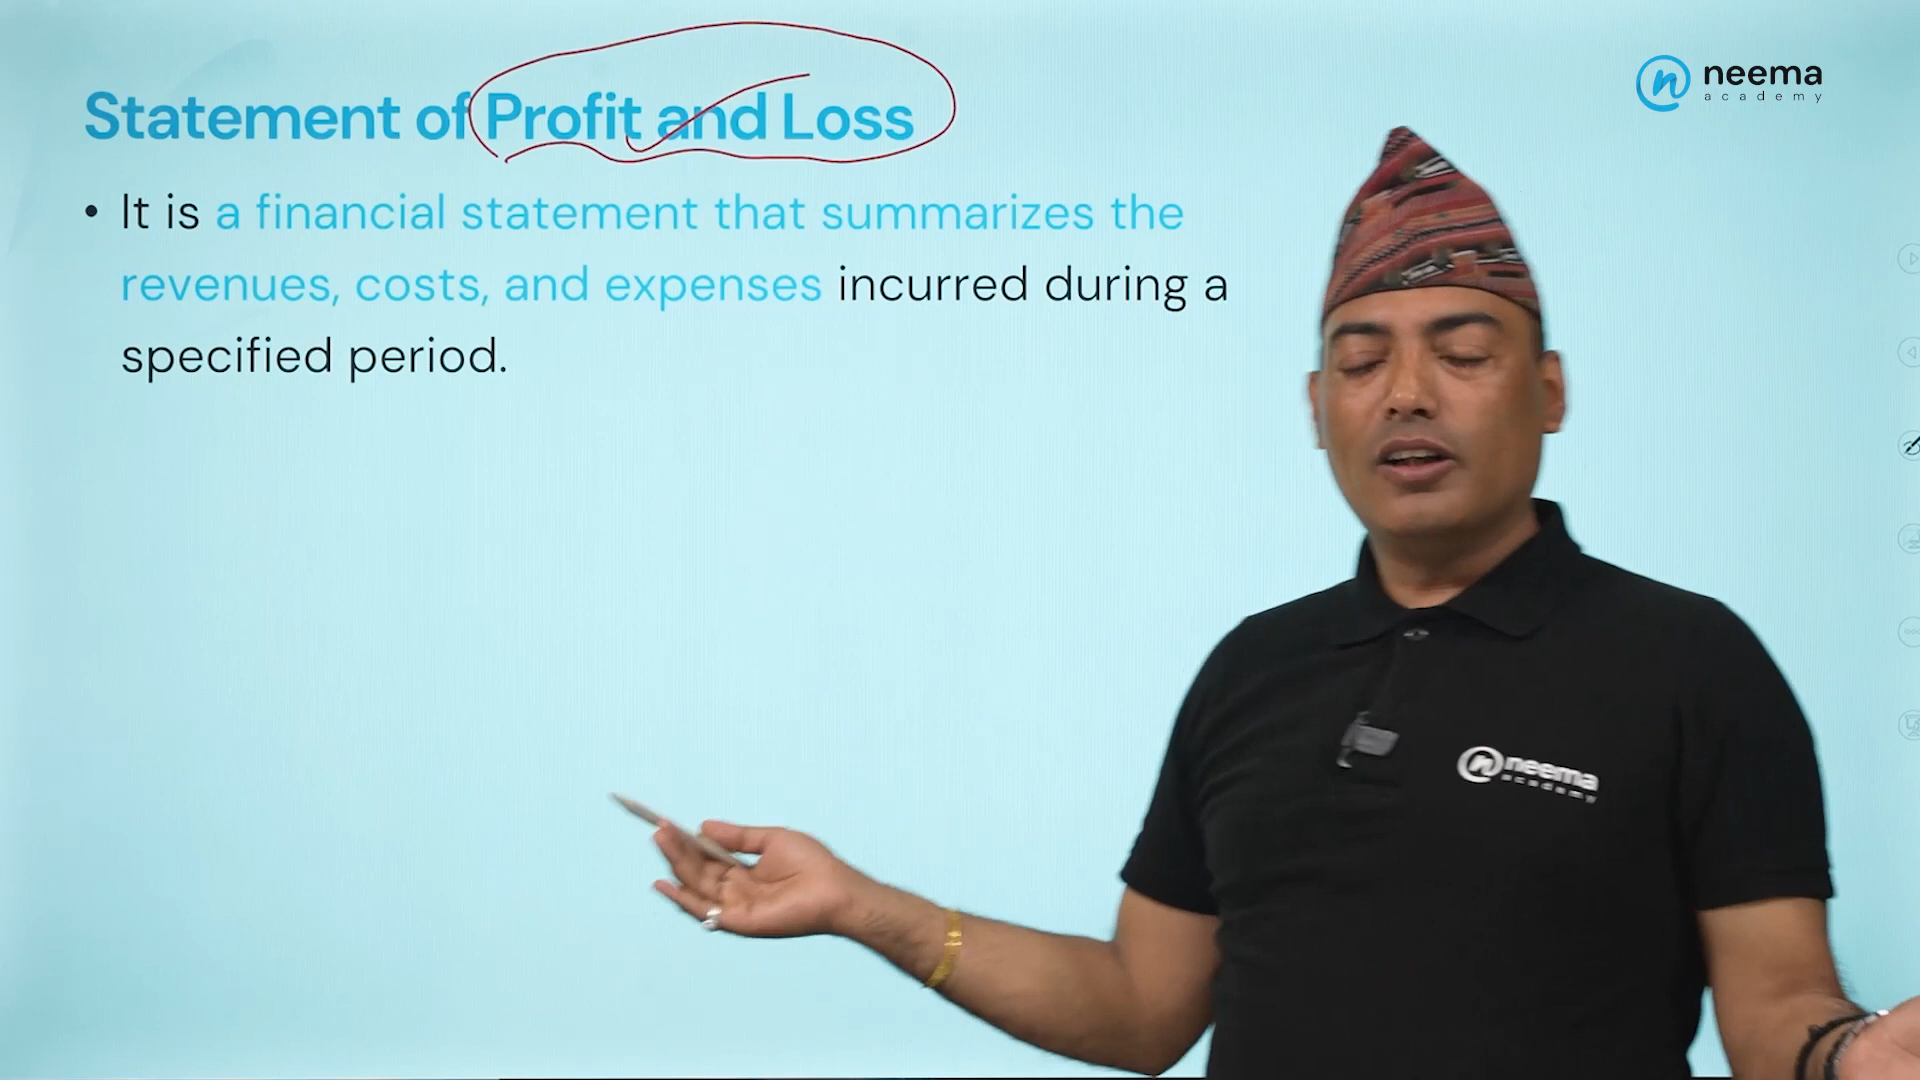 Statement of Profit and Loss
neema
academy
• It is a financial statement that summarizes the
revenues, costs, and expenses incurred during a
specified period.
neema
academy